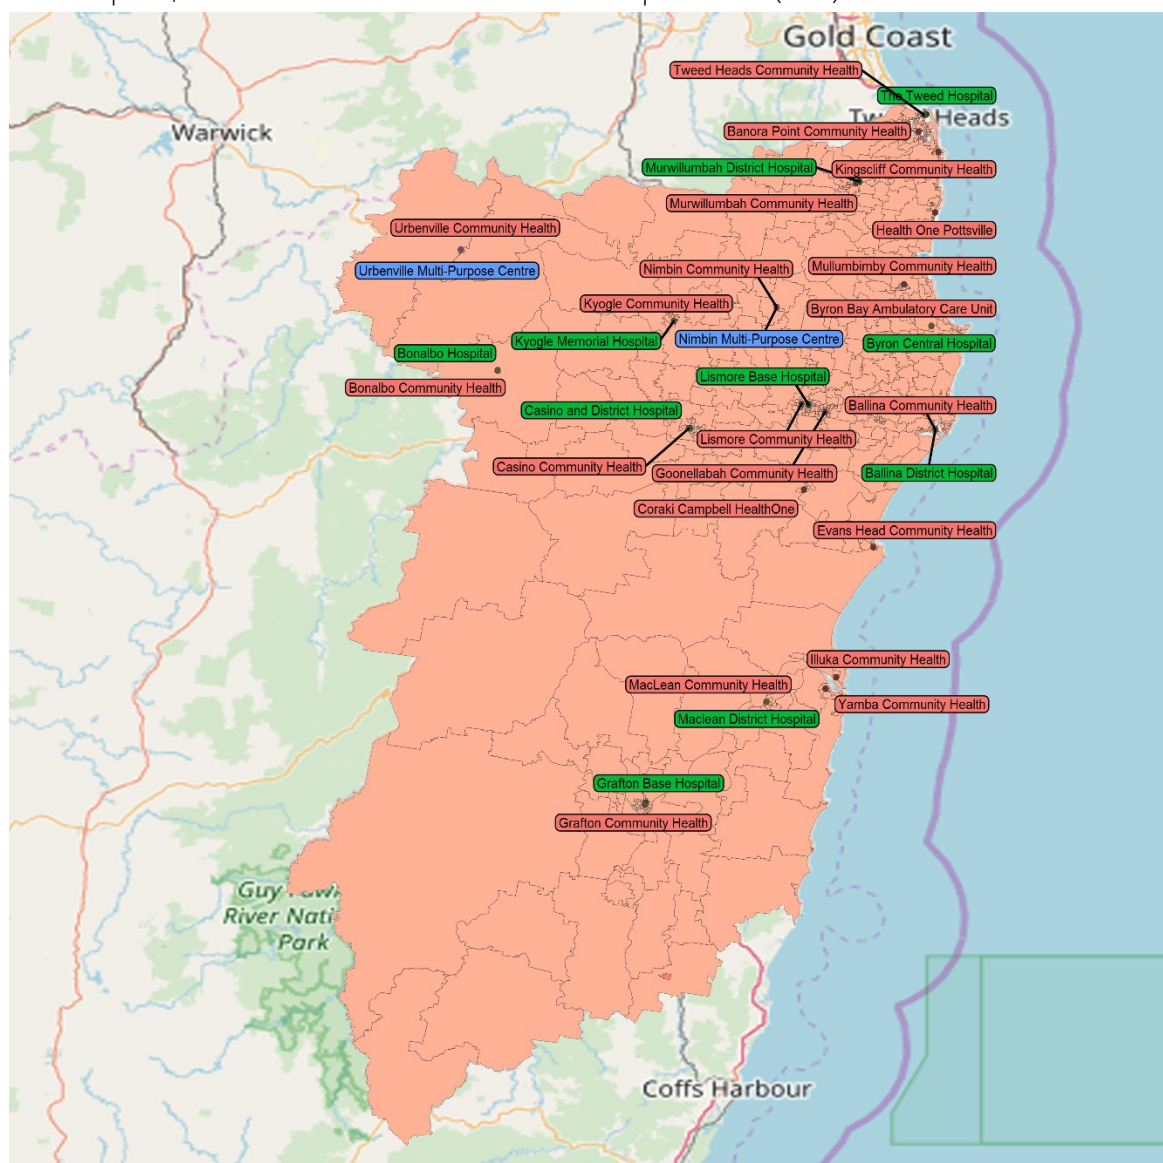 Gold Coast
Tweed Heads Community Health
The Tweed Hospital
Heads
Warwick
Banora Point Community Health
Murwillumbah District Hospital
Kingscliff Community Health
Murwillumbah Community Health
Urbenville Community Health
Health One Pottsville
Urbenville Multi-Purpose Centre
Nimbin Community Health
Mullumbimby Community Health
Kyogle Community Health
Byron Bay Ambulatory Care Unit
Kyogle Memorial Hospital
Nimbin Multi-Purpose Centre
Byron Central Hospital
Bonalbo Hospital
Lismore Base Hospital
Bonalbo Community Health
Casino and District Hospital
Ballina Community Health
Lismore Community Health
Casino Community Health
Goonellabah Community Health
Ballina District Hospital
Coraki Campbell HealthOne
Evans Head Community Health
Illuka Community Health
MacLean Community Health
Yamba Community Health
Maclean District Hospital
Grafton Base Hospital
Grafton Community Health
Guy
River Nati
Park
Coffs Harbour